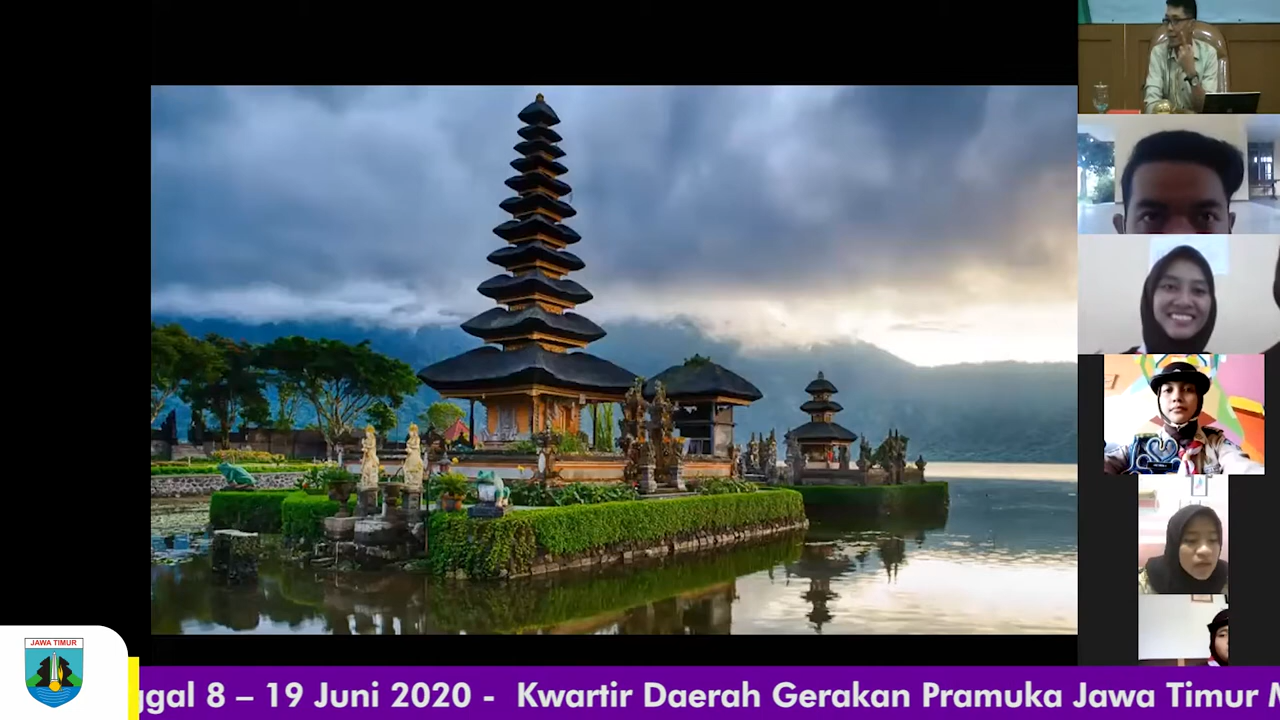 JAWA TIMUR
ggal 8 – 19 Juni 2020 - Kwartir Daerah Gerakan Pramuka Jawa Timur M